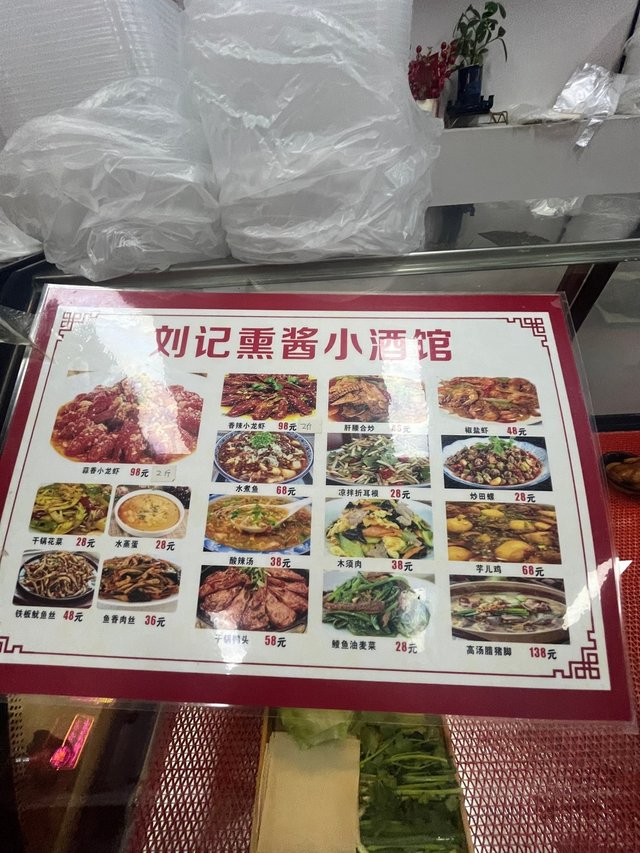 刘记熏酱小酒馆
蒜香小龙虾 98元 2斤
香辣小龙虾 98元 2斤
肝腰合炒 元
椒盐虾 48元
水煮鱼 68元
凉拌折耳根 28元
炒田螺 28元
干锅花菜 28元
水蒸蛋 28元
酸辣汤 38元
木须肉 38元
芋儿鸡 68元
铁板鱿鱼丝 48元
鱼香肉丝 36元
干锅鸭头 58元
鲮鱼油麦菜 28元
高汤腊猪脚 138元